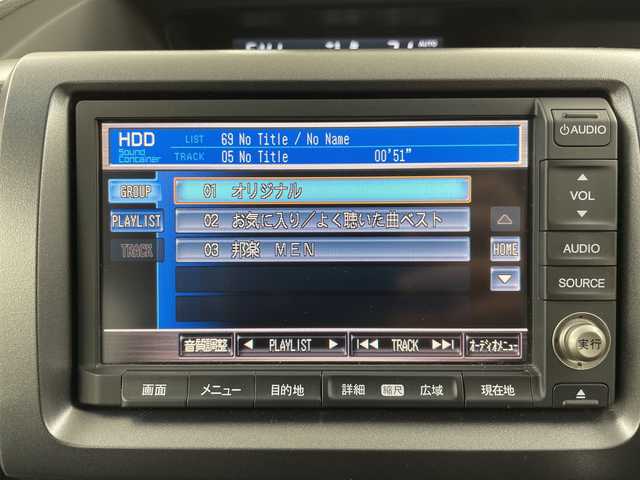 HDD LIST 69 No Title / No Name
Sound Container TRACK 05 No Title 00'51"
GROUP 01 オリジナル
PLAYLIST 02 お気に入り／よく聴いた曲ベスト
TRACK 03 邦楽 MEN
HOME
音質調整 ◀ PLAYLIST ▶ |◀◀ TRACK ▶▶| オーディオメニュー
AUDIO
VOL
AUDIO
SOURCE
実行
画面 メニュー 目的地 詳細 縮尺 広域 現在地